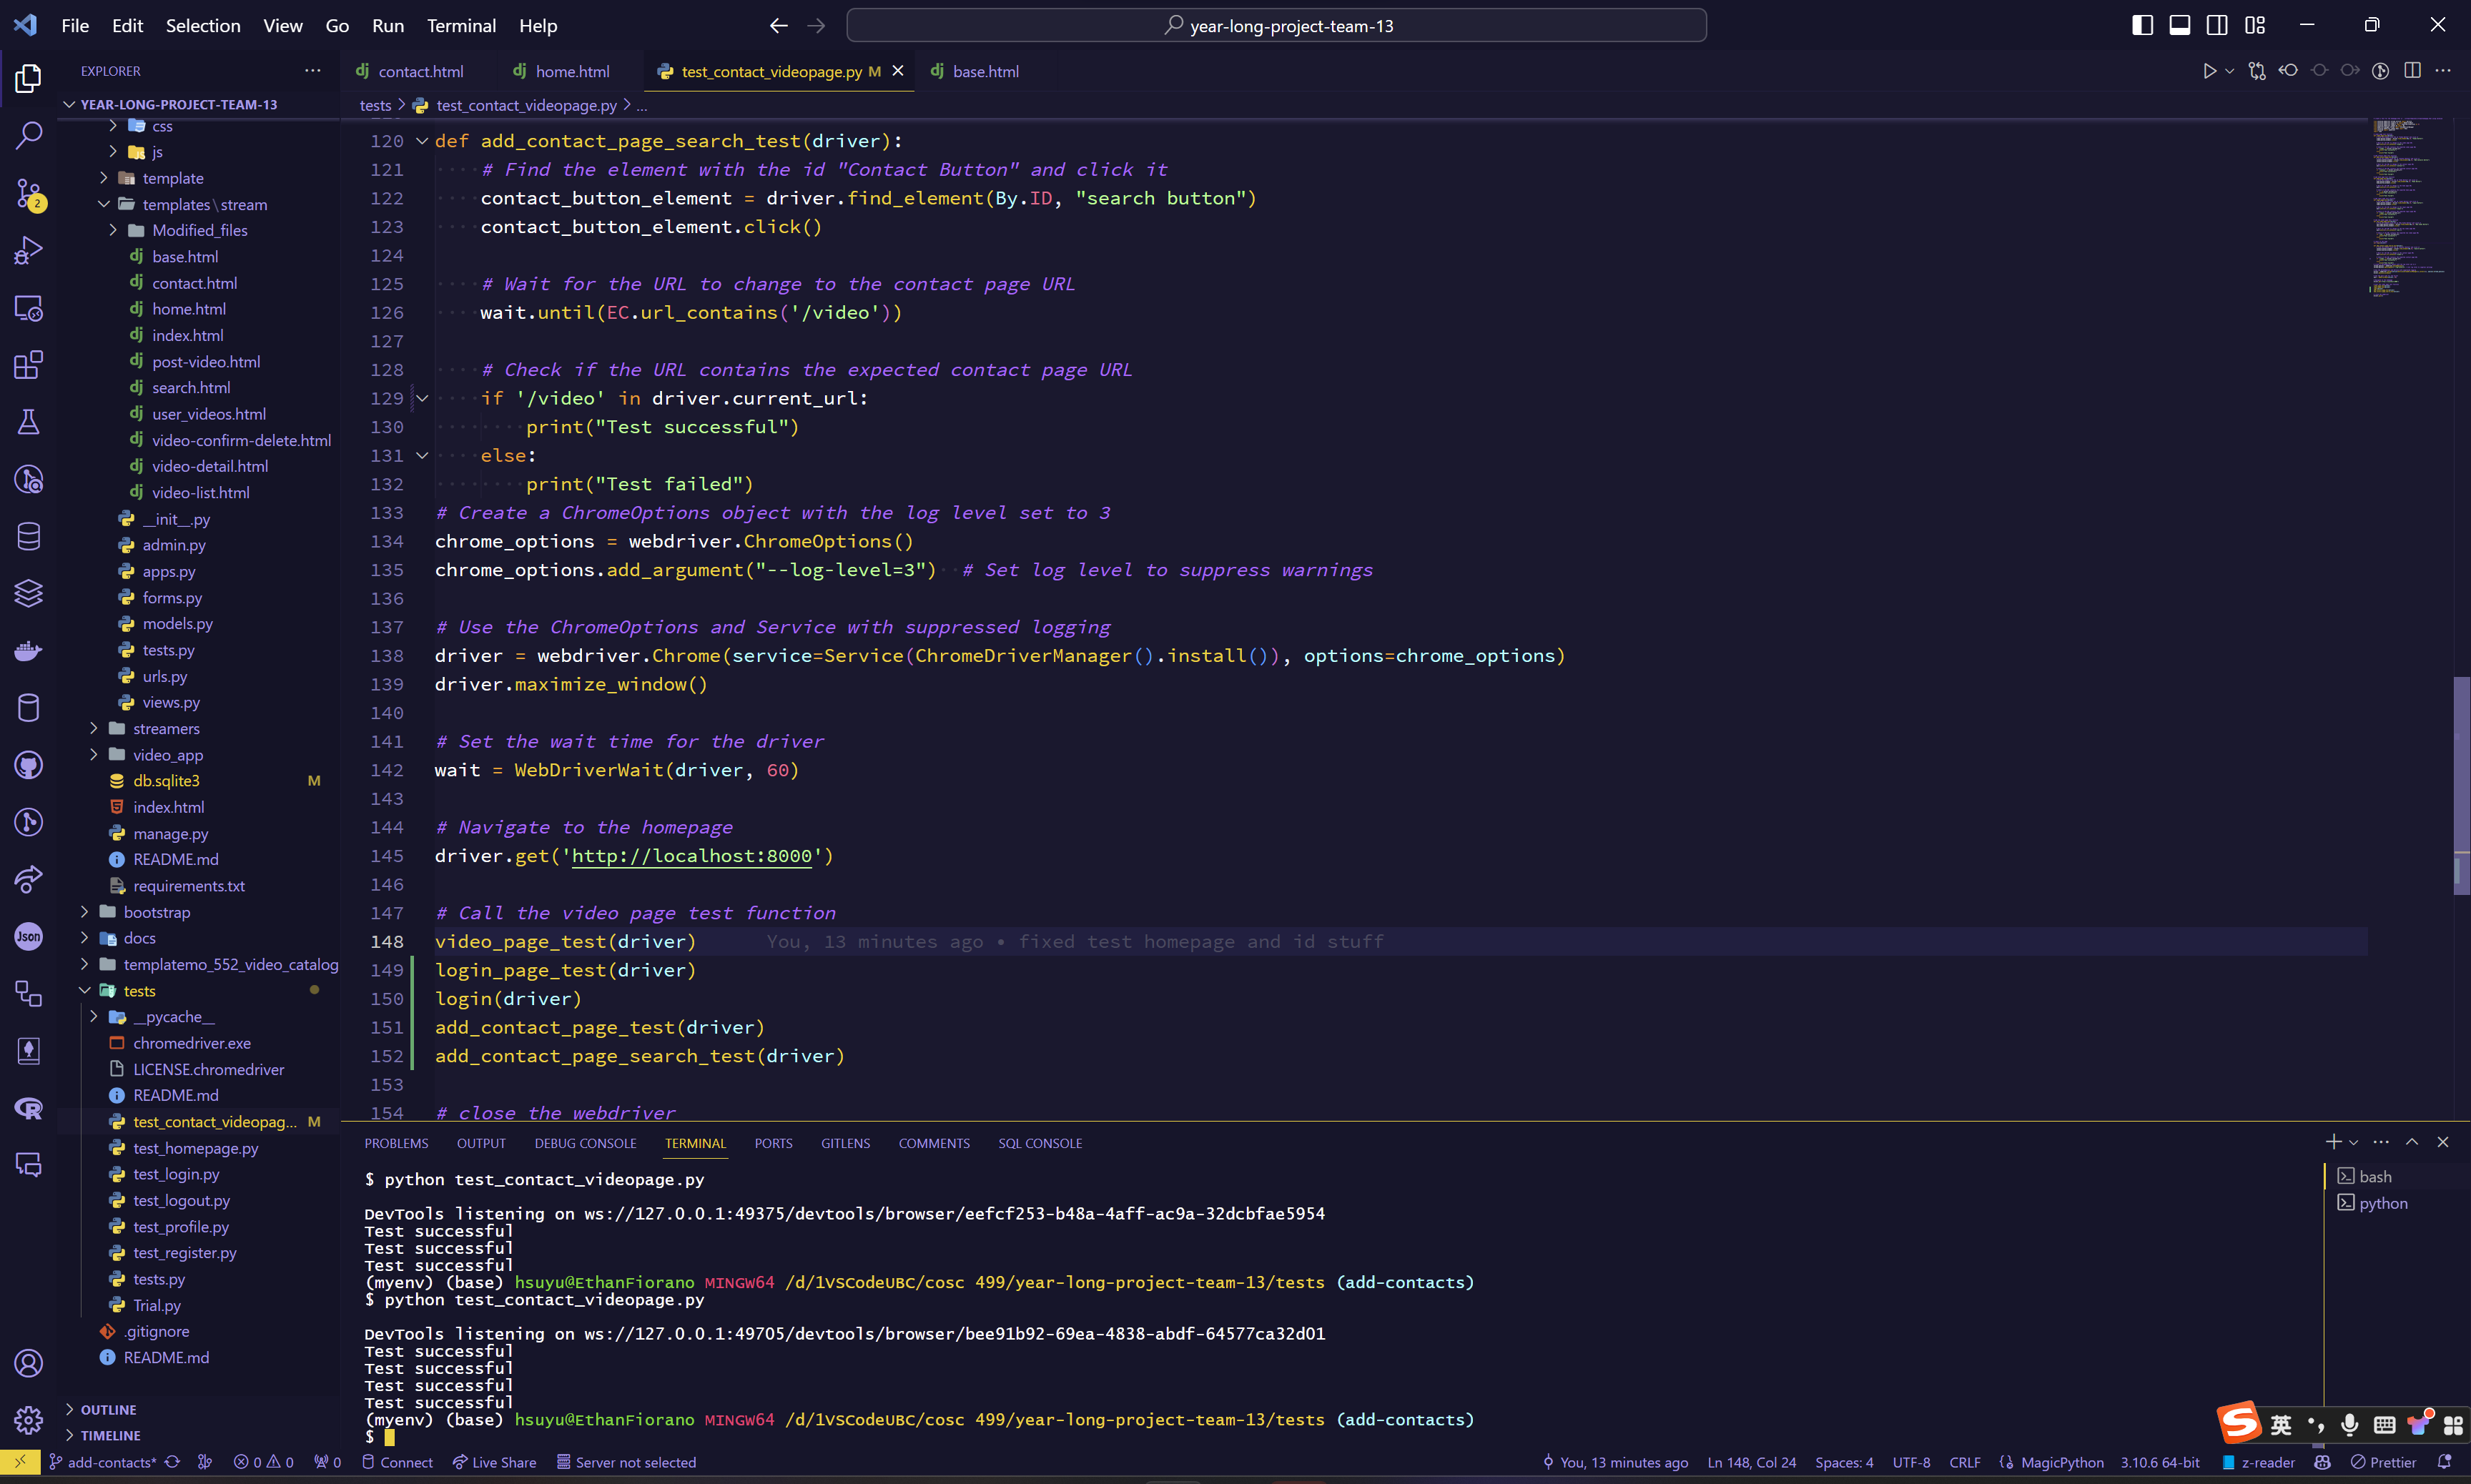 File Edit Selection View Go Run Terminal Help
year-long-project-team-13
EXPLORER
YEAR-LONG-PROJECT-TEAM-13
css
js
template
templates\stream
Modified_files
base.html
contact.html
home.html
index.html
post-video.html
search.html
user_videos.html
video-confirm-delete.html
video-detail.html
video-list.html
__init__.py
admin.py
apps.py
forms.py
models.py
tests.py
urls.py
views.py
streamers
video_app
db.sqlite3 M
index.html
manage.py
README.md
requirements.txt
bootstrap
docs
templatemo_552_video_catalog
tests
__pycache__
chromedriver.exe
LICENSE.chromedriver
README.md
test_contact_videopag... M
test_homepage.py
test_login.py
test_logout.py
test_profile.py
test_register.py
tests.py
Trial.py
.gitignore
README.md
OUTLINE
TIMELINE
2
Json
contact.html home.html test_contact_videopage.py M base.html
tests > test_contact_videopage.py > ...
120 def add_contact_page_search_test(driver):
121 # Find the element with the id "Contact Button" and click it
122 contact_button_element = driver.find_element(By.ID, "search button")
123 contact_button_element.click()
124
125 # Wait for the URL to change to the contact page URL
126 wait.until(EC.url_contains('/video'))
127
128 # Check if the URL contains the expected contact page URL
129 if '/video' in driver.current_url:
130 print("Test successful")
131 else:
132 print("Test failed")
133 # Create a ChromeOptions object with the log level set to 3
134 chrome_options = webdriver.ChromeOptions()
135 chrome_options.add_argument("--log-level=3") # Set log level to suppress warnings
136
137 # Use the ChromeOptions and Service with suppressed logging
138 driver = webdriver.Chrome(service=Service(ChromeDriverManager().install()), options=chrome_options)
139 driver.maximize_window()
140
141 # Set the wait time for the driver
142 wait = WebDriverWait(driver, 60)
143
144 # Navigate to the homepage
145 driver.get('http://localhost:8000')
146
147 # Call the video page test function
148 video_page_test(driver) You, 13 minutes ago • fixed test homepage and id stuff
149 login_page_test(driver)
150 login(driver)
151 add_contact_page_test(driver)
152 add_contact_page_search_test(driver)
153
154 # close the webdriver
PROBLEMS OUTPUT DEBUG CONSOLE TERMINAL PORTS GITLENS COMMENTS SQL CONSOLE
$ python test_contact_videopage.py
DevTools listening on ws://127.0.0.1:49375/devtools/browser/eefcf253-b48a-4aff-ac9a-32dcbfae5954
Test successful
Test successful
Test successful
(myenv) (base) hsuyu@EthanFiorano MINGW64 /d/1VSCodeUBC/cosc 499/year-long-project-team-13/tests (add-contacts)
$ python test_contact_videopage.py
DevTools listening on ws://127.0.0.1:49705/devtools/browser/bee91b92-69ea-4838-abdf-64577ca32d01
Test successful
Test successful
Test successful
Test successful
(myenv) (base) hsuyu@EthanFiorano MINGW64 /d/1VSCodeUBC/cosc 499/year-long-project-team-13/tests (add-contacts)
$
bash
python
英
add-contacts* 0 0 0 Connect Live Share Server not selected
You, 13 minutes ago Ln 148, Col 24 Spaces: 4 UTF-8 CRLF MagicPython 3.10.6 64-bit z-reader Prettier